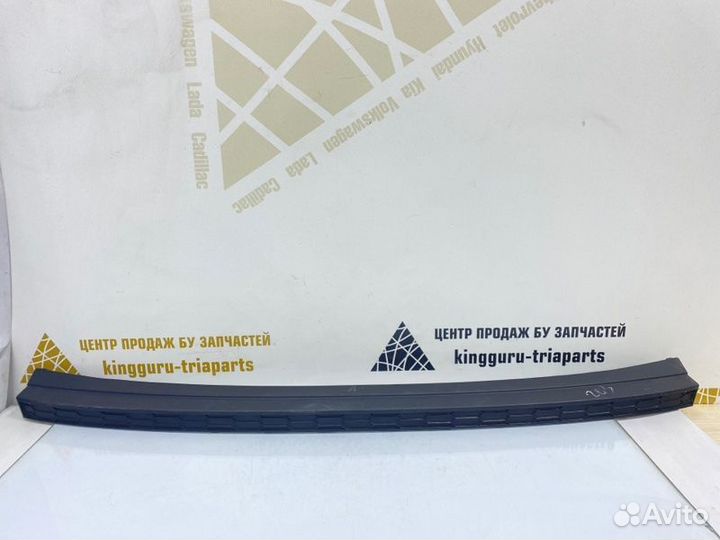 Volkswagen Lada Cadillac
Chevrolet Hyundai Kia Volkswagen Lada Cadillac
ЦЕНТР ПРОДАЖ БУ ЗАПЧАСТЕЙ
kingguru-triaparts
ЦЕНТР ПРОДАЖ БУ ЗАПЧАСТЕЙ
kingguru-triaparts
Avito